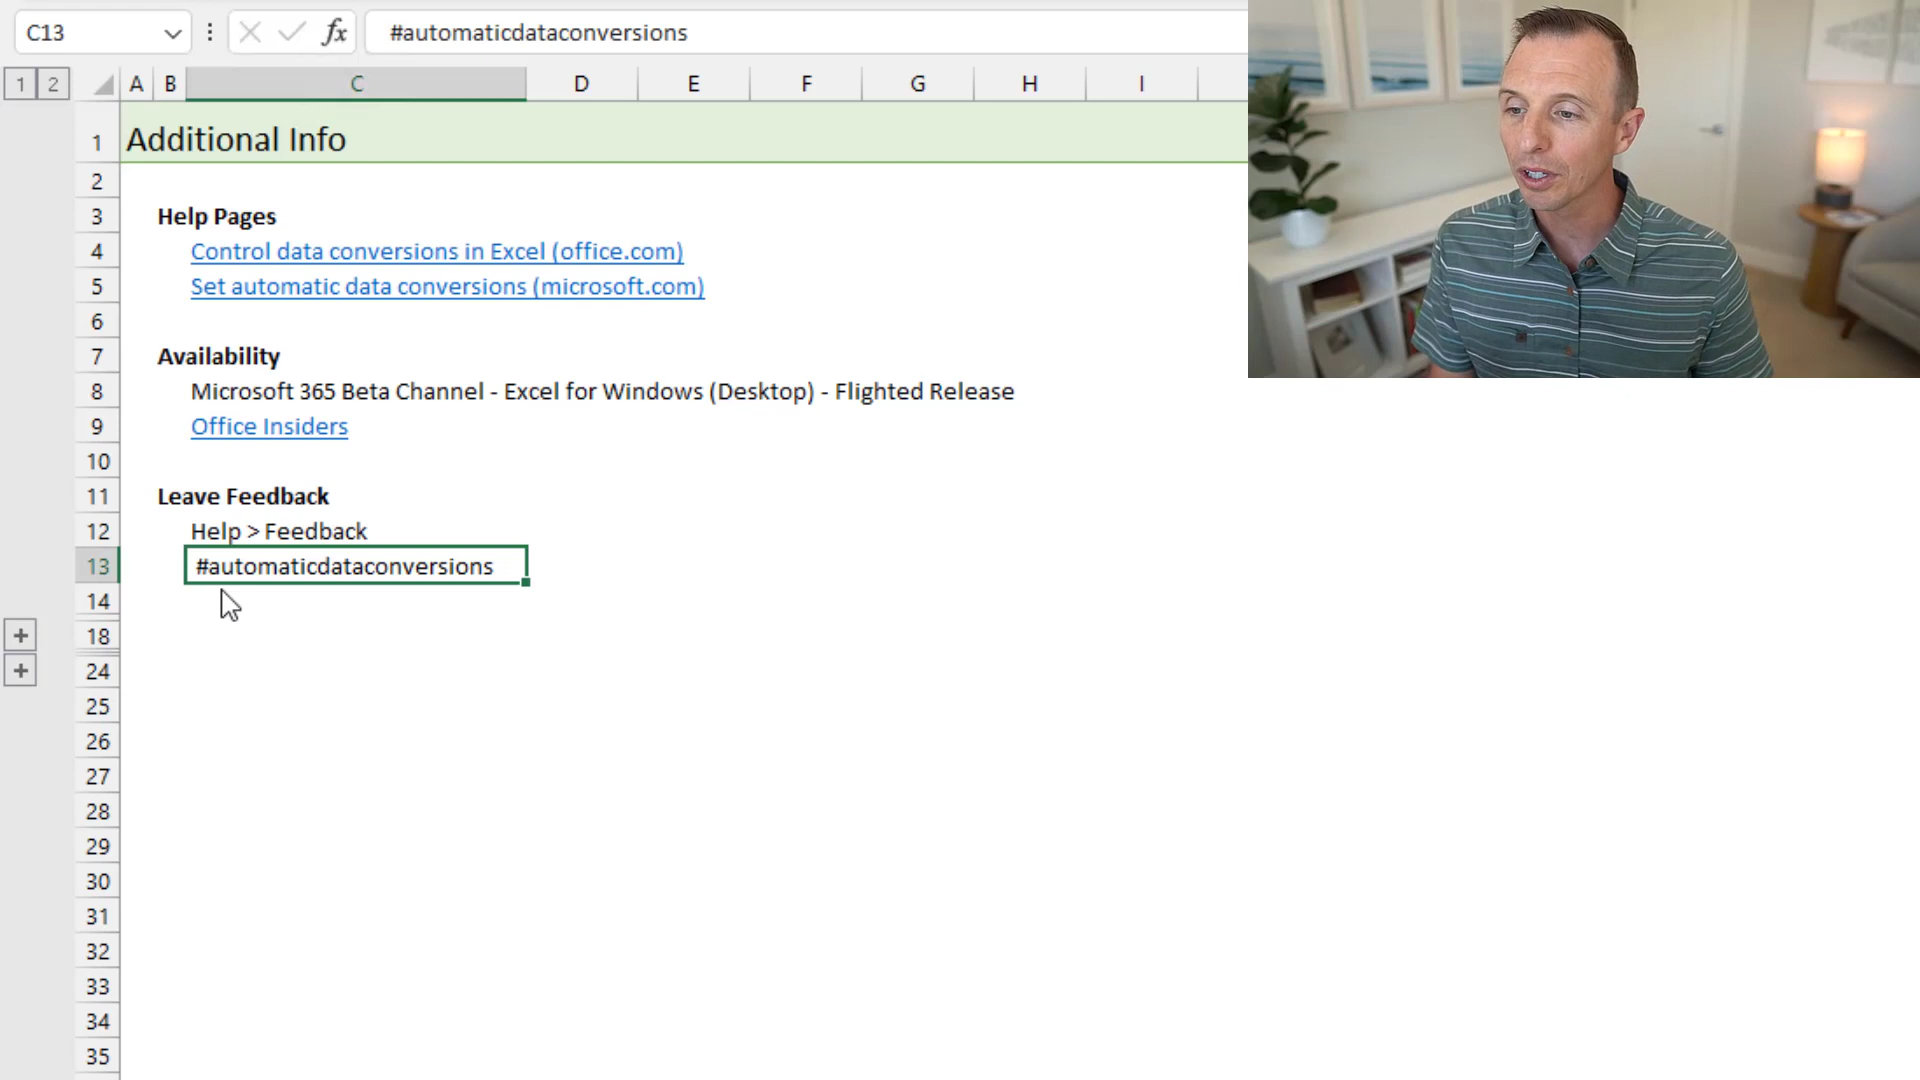 C13
fx
#automaticdataconversions
1 2
A B C D E F G H I
1 Additional Info
2
3 Help Pages
4 Control data conversions in Excel (office.com)
5 Set automatic data conversions (microsoft.com)
6
7 Availability
8 Microsoft 365 Beta Channel - Excel for Windows (Desktop) - Flighted Release
9 Office Insiders
10
11 Leave Feedback
12 Help > Feedback
13 #automaticdataconversions
14
18
24
25
26
27
28
29
30
31
32
33
34
35